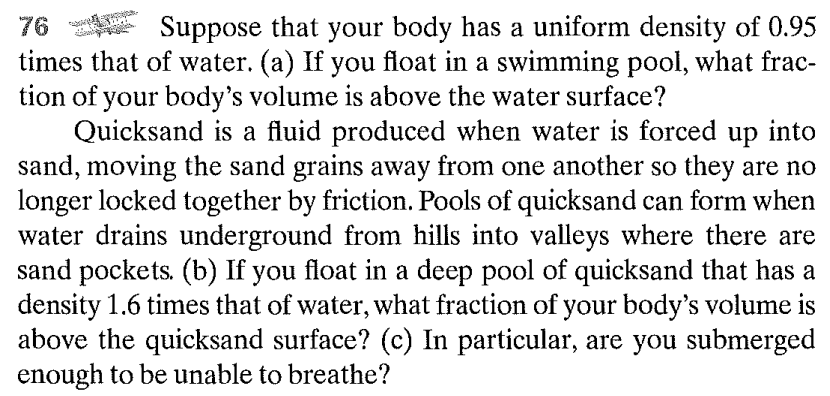 76 Suppose that your body has a uniform density of 0.95
times that of water. (a) If you float in a swimming pool, what frac-
tion of your body's volume is above the water surface?
Quicksand is a fluid produced when water is forced up into
sand, moving the sand grains away from one another so they are no
longer locked together by friction. Pools of quicksand can form when
water drains underground from hills into valleys where there are
sand pockets. (b) If you float in a deep pool of quicksand that has a
density 1.6 times that of water, what fraction of your body's volume is
above the quicksand surface? (c) In particular, are you submerged
enough to be unable to breathe?